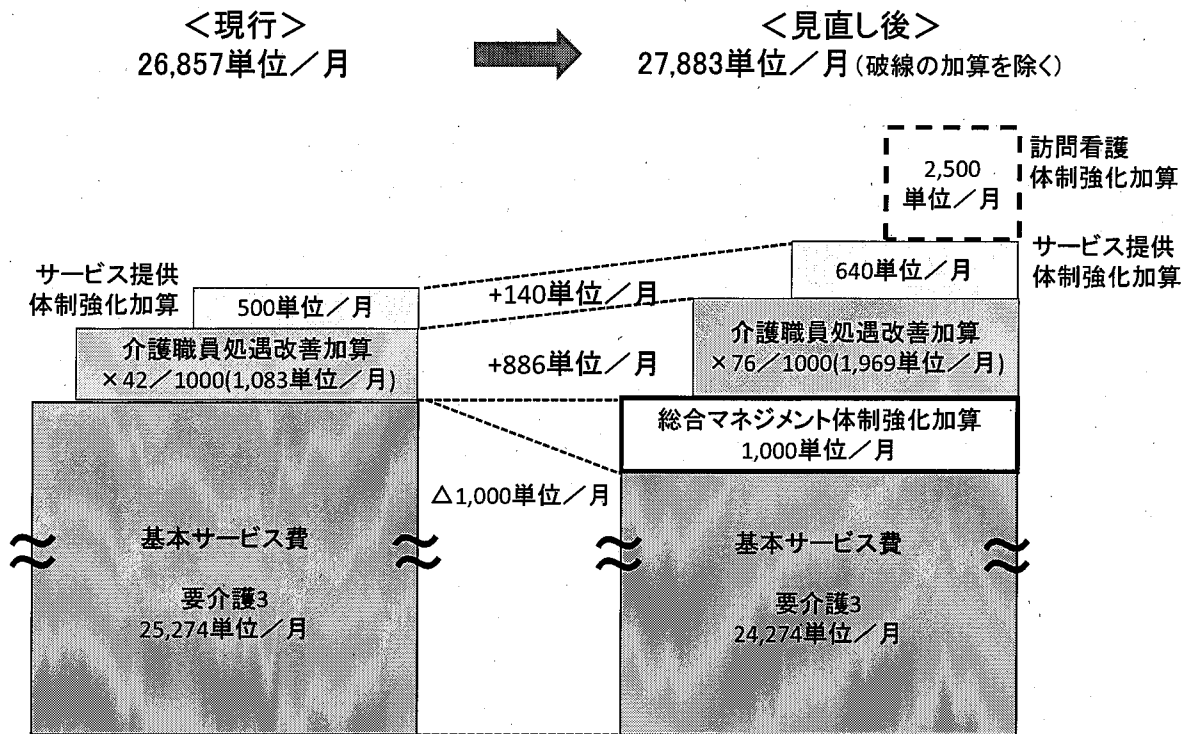 ＜現行＞
26,857単位／月
＜見直し後＞
27,883単位／月(破線の加算を除く)
2,500
単位／月
訪問看護
体制強化加算
サービス提供
体制強化加算
500単位／月
+140単位／月
640単位／月
サービス提供
体制強化加算
介護職員処遇改善加算
×42／1000(1,083単位／月)
+886単位／月
介護職員処遇改善加算
×76／1000(1,969単位／月)
総合マネジメント体制強化加算
1,000単位／月
△1,000単位／月
基本サービス費
要介護3
25,274単位／月
基本サービス費
要介護3
24,274単位／月